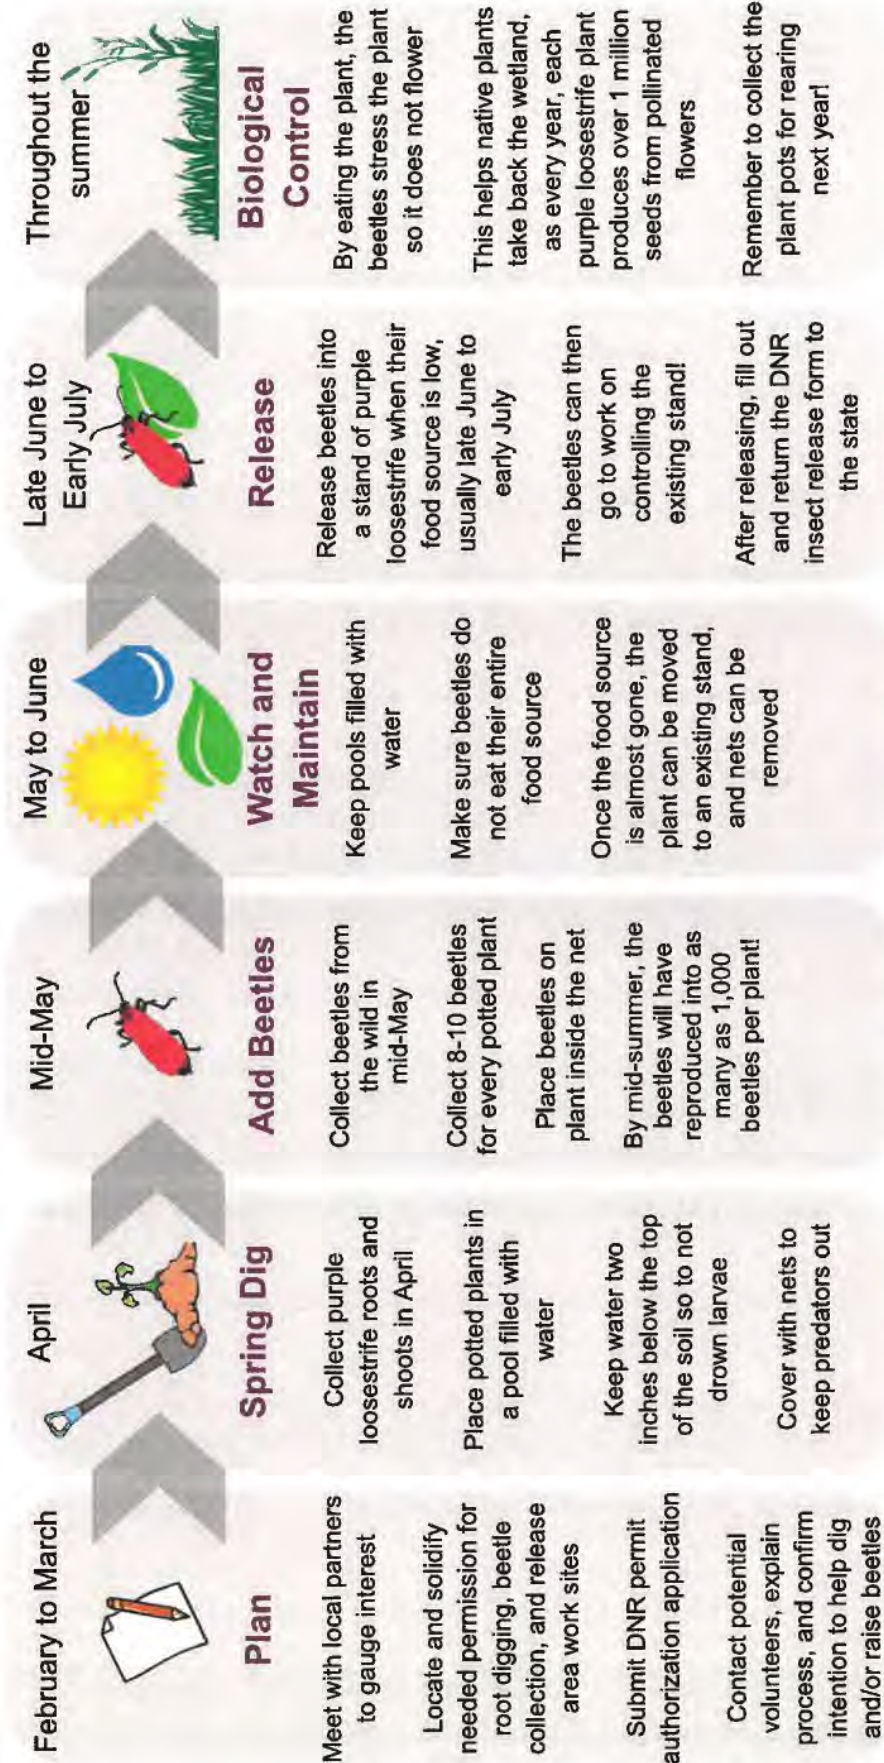 February to March
Plan
Meet with local partners
to gauge interest
Locate and solidify
needed permission for
root digging, beetle
collection, and release
area work sites
Submit DNR permit
authorization application
Contact potential
volunteers, explain
process, and confirm
intention to help dig
and/or raise beetles
April
Spring Dig
Collect purple
loosestrife roots and
shoots in April
Place potted plants in
a pool filled with
water
Keep water two
inches below the top
of the soil so to not
drown larvae
Cover with nets to
keep predators out
Mid-May
Add Beetles
Collect beetles from
the wild in
mid-May
Collect 8-10 beetles
for every potted plant
Place beetles on
plant inside the net
By mid-summer, the
beetles will have
reproduced into as
many as 1,000
beetles per plant!
May to June
Watch and
Maintain
Keep pools filled with
water
Make sure beetles do
not eat their entire
food source
Once the food source
is almost gone, the
plant can be moved
to an existing stand,
and nets can be
removed
Late June to
Early July
Release
Release beetles into
a stand of purple
loosestrife when their
food source is low,
usually late June to
early July
The beetles can then
go to work on
controlling the
existing stand!
After releasing, fill out
and return the DNR
insect release form to
the state
Throughout the
summer
Biological
Control
By eating the plant, the
beetles stress the plant
so it does not flower
This helps native plants
take back the wetland,
as every year, each
purple loosestrife plant
produces over 1 million
seeds from pollinated
flowers
Remember to collect the
plant pots for rearing
next year!